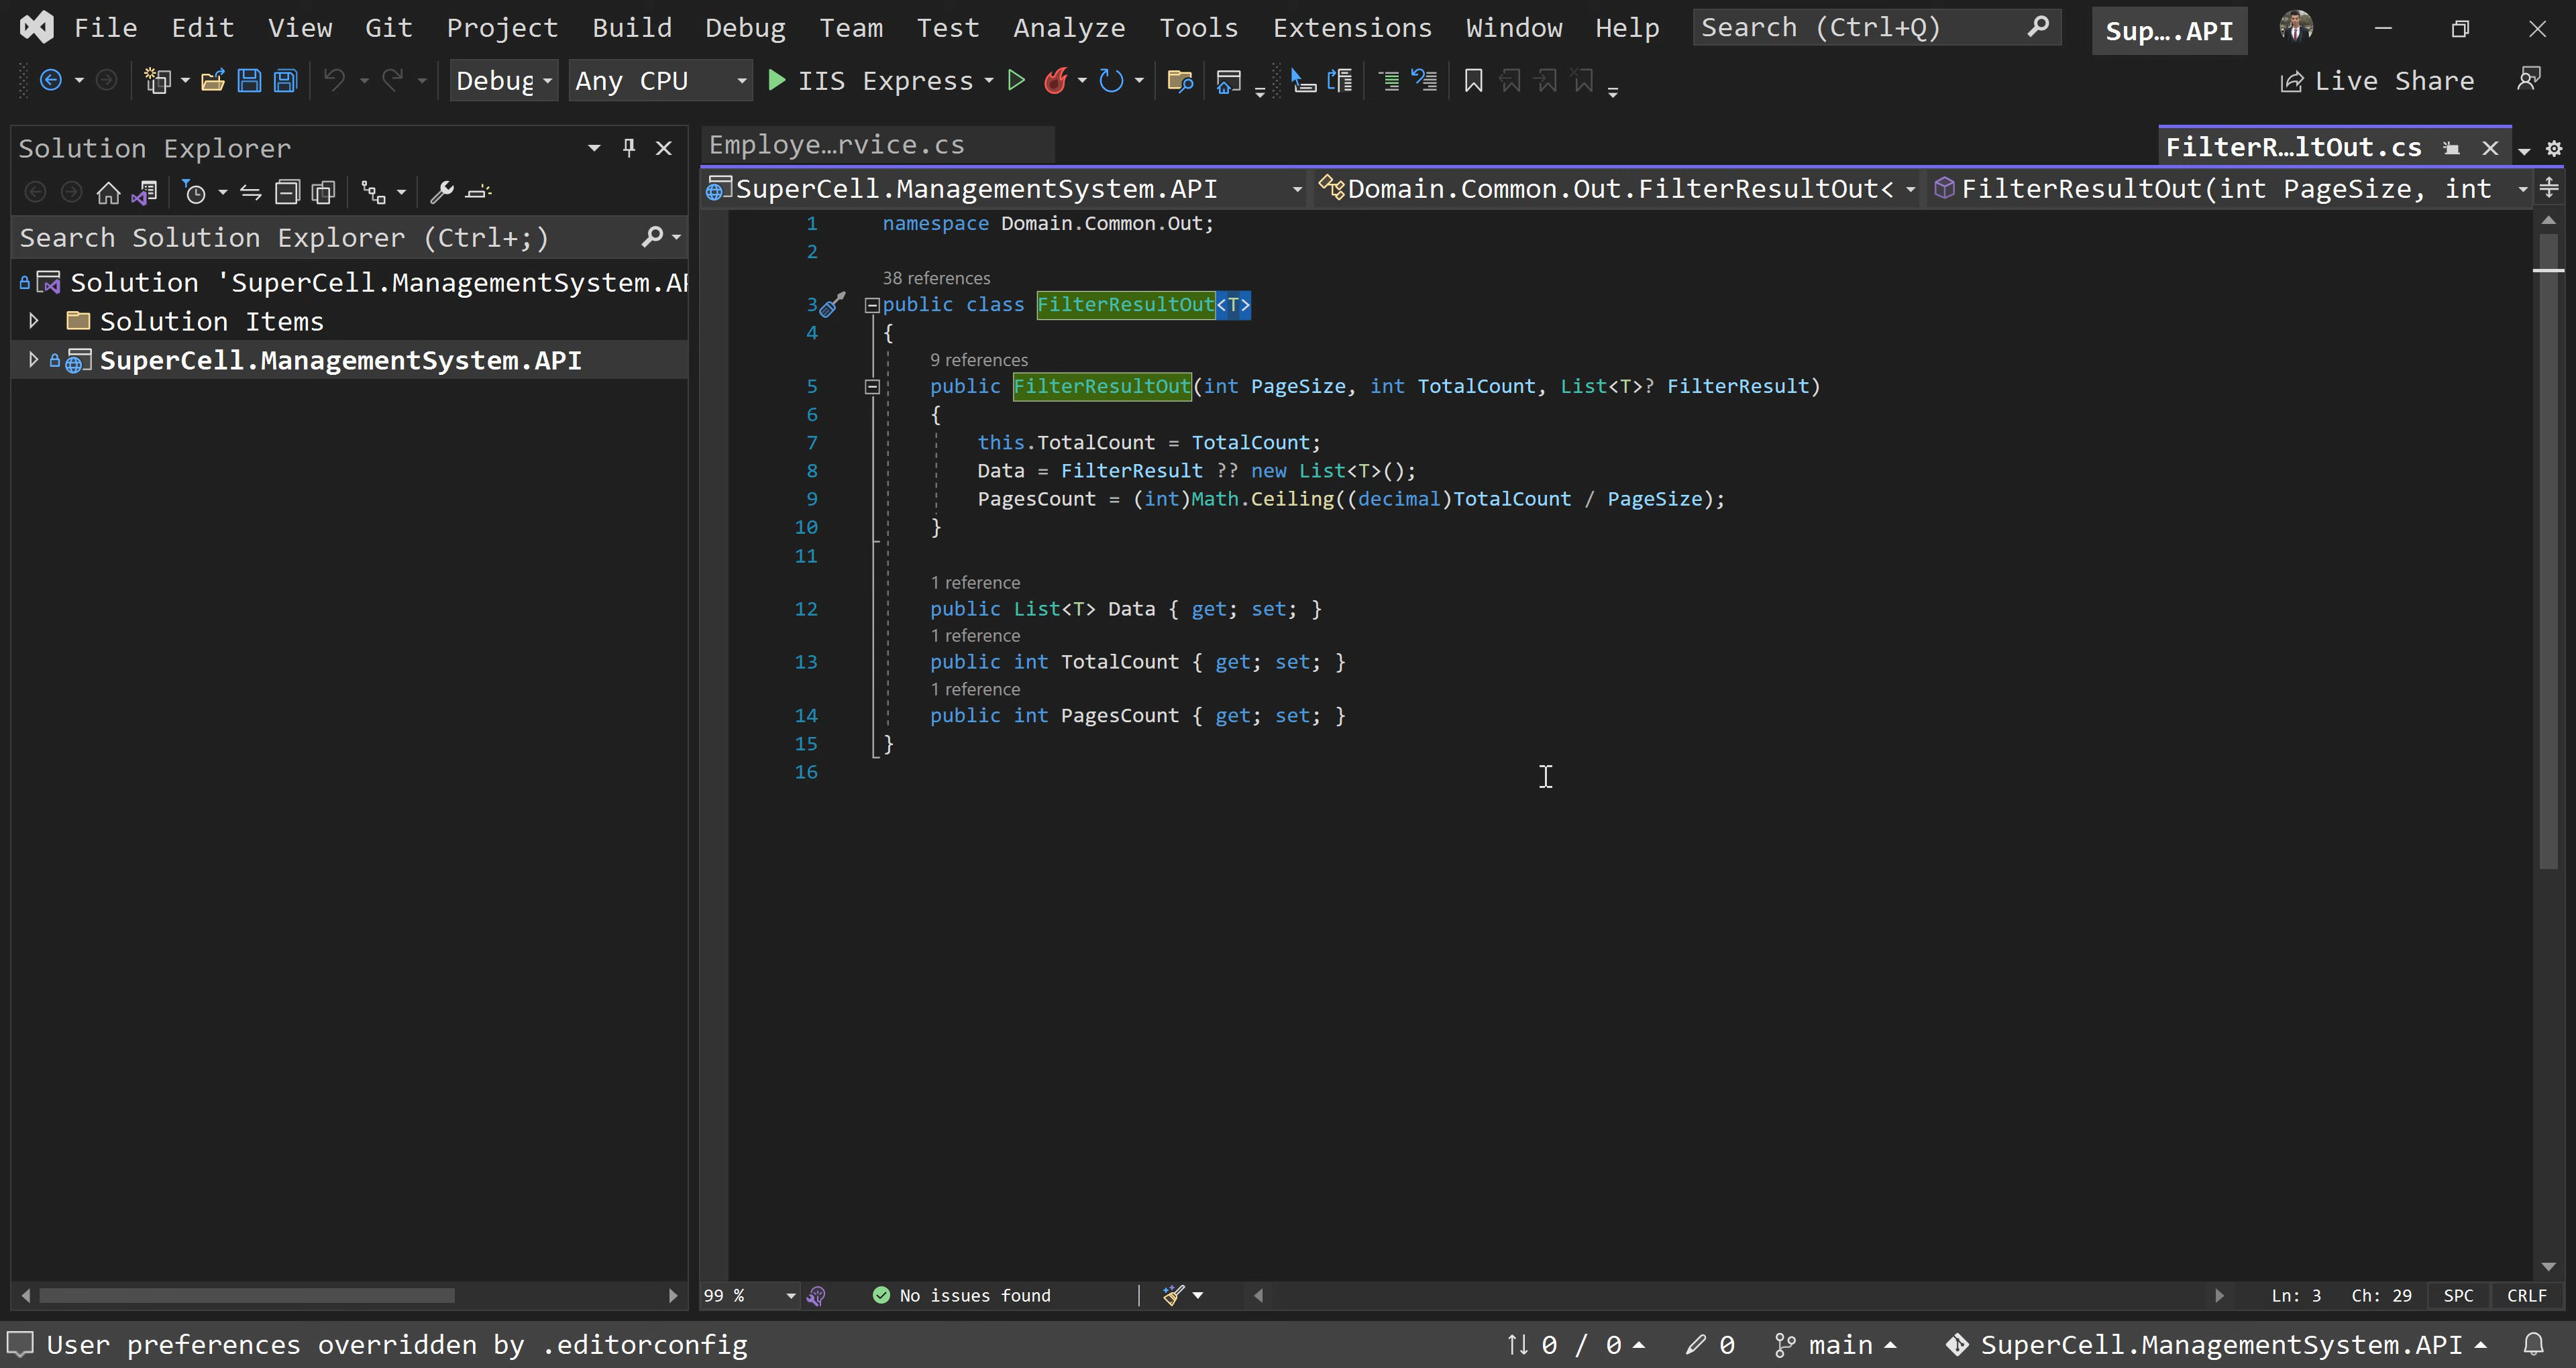 File Edit View Git Project Build Debug Team Test Analyze Tools Extensions Window Help Search (Ctrl+Q) Sup....API
Debug Any CPU IIS Express Live Share
Solution Explorer
Search Solution Explorer (Ctrl+;)
Solution 'SuperCell.ManagementSystem.AP
Solution Items
SuperCell.ManagementSystem.API
Employe...rvice.cs FilterR...ltOut.cs
SuperCell.ManagementSystem.API Domain.Common.Out.FilterResultOut< FilterResultOut(int PageSize, int
1 namespace Domain.Common.Out;
2
38 references
3 public class FilterResultOut<T>
4 {
9 references
5 public FilterResultOut(int PageSize, int TotalCount, List<T>? FilterResult)
6 {
7 this.TotalCount = TotalCount;
8 Data = FilterResult ?? new List<T>();
9 PagesCount = (int)Math.Ceiling((decimal)TotalCount / PageSize);
10 }
11
1 reference
12 public List<T> Data { get; set; }
1 reference
13 public int TotalCount { get; set; }
1 reference
14 public int PagesCount { get; set; }
15 }
16
99 % No issues found Ln: 3 Ch: 29 SPC CRLF
User preferences overridden by .editorconfig 0 / 0 0 main SuperCell.ManagementSystem.API